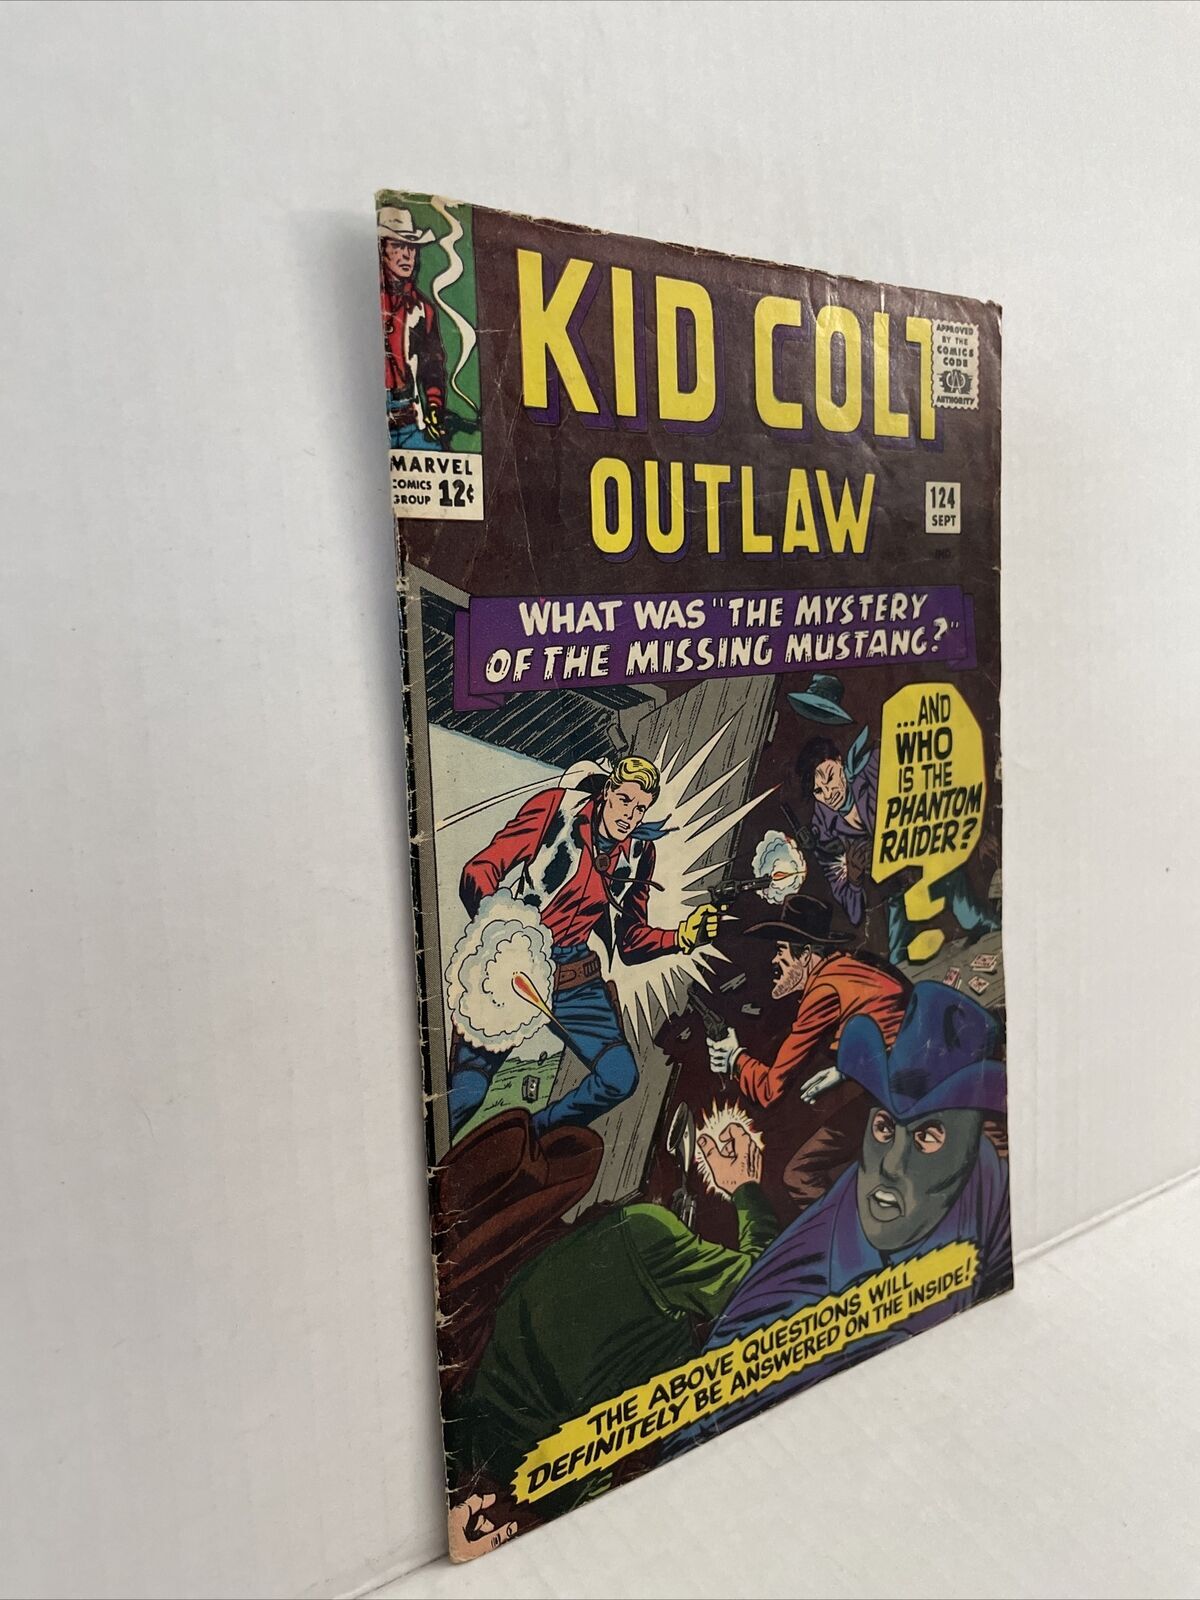 KID COLT
OUTLAW
APPROVED
BY THE
COMICS
CODE
AUTHORITY
MARVEL
COMICS
GROUP 12¢
124
SEPT
WHAT WAS "THE MYSTERY
OF THE MISSING MUSTANG?"
...AND
WHO
IS THE
PHANTOM
RAIDER?
THE ABOVE QUESTIONS WILL
DEFINITELY BE ANSWERED ON THE INSIDE!